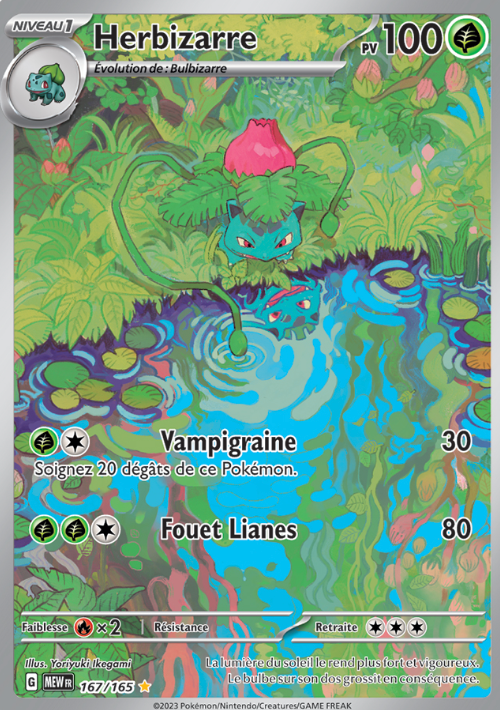 NIVEAU 1
Herbizarre
PV 100
Évolution de : Bulbizarre
Vampigraine 30
Soignez 20 dégâts de ce Pokémon.
Fouet Lianes 80
Faiblesse ×2 Résistance Retraite
Illus. Yoriyuki Ikegami
G MEW FR 167/165
La lumière du soleil le rend plus fort et vigoureux.
Le bulbe sur son dos grossit en conséquence.
©2023 Pokémon/Nintendo/Creatures/GAME FREAK